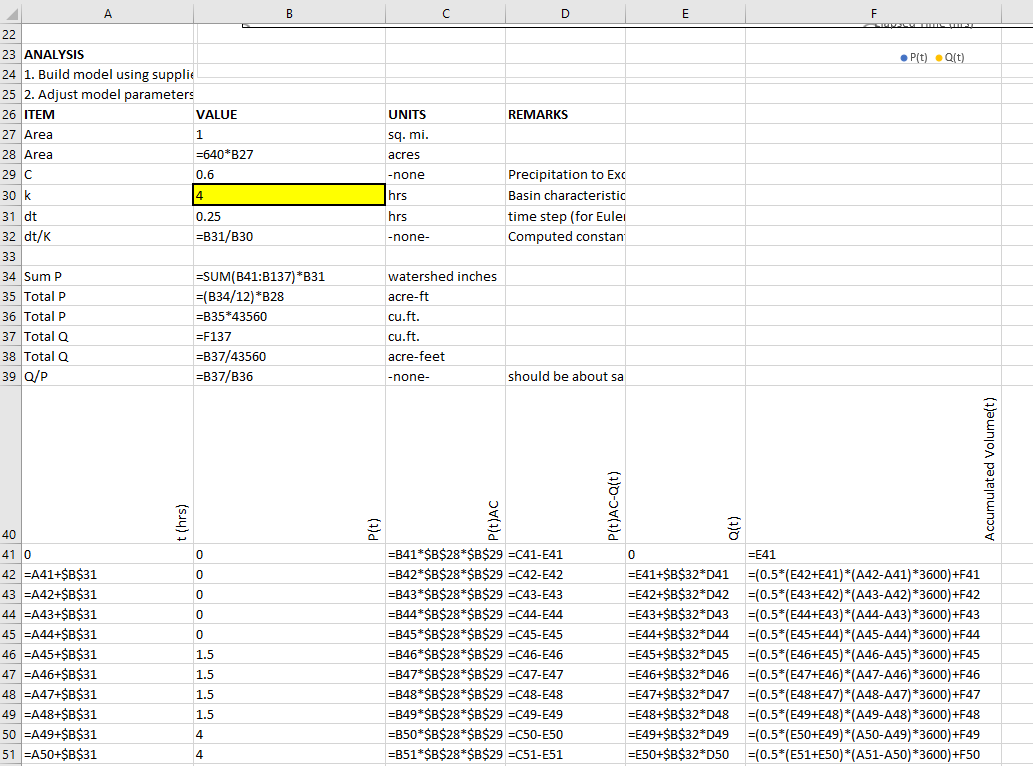 A B C D E F
22 Elapsed Time (hrs)
23 ANALYSIS P(t) Q(t)
24 1. Build model using supplie
25 2. Adjust model parameters
26 ITEM VALUE UNITS REMARKS
27 Area 1 sq. mi.
28 Area =640*B27 acres
29 C 0.6 -none Precipitation to Exc
30 k 4 hrs Basin characteristic
31 dt 0.25 hrs time step (for Euler
32 dt/K =B31/B30 -none- Computed constan
33
34 Sum P =SUM(B41:B137)*B31 watershed inches
35 Total P =(B34/12)*B28 acre-ft
36 Total P =B35*43560 cu.ft.
37 Total Q =F137 cu.ft.
38 Total Q =B37/43560 acre-feet
39 Q/P =B37/B36 -none- should be about sa
40 t (hrs) P(t) P(t)AC P(t)AC-Q(t) Q(t) Accumulated Volume(t)
41 0 0 =B41*$B$28*$B$29 =C41-E41 0 =E41
42 =A41+$B$31 0 =B42*$B$28*$B$29 =C42-E42 =E41+$B$32*D41 =(0.5*(E42+E41)*(A42-A41)*3600)+F41
43 =A42+$B$31 0 =B43*$B$28*$B$29 =C43-E43 =E42+$B$32*D42 =(0.5*(E43+E42)*(A43-A42)*3600)+F42
44 =A43+$B$31 0 =B44*$B$28*$B$29 =C44-E44 =E43+$B$32*D43 =(0.5*(E44+E43)*(A44-A43)*3600)+F43
45 =A44+$B$31 0 =B45*$B$28*$B$29 =C45-E45 =E44+$B$32*D44 =(0.5*(E45+E44)*(A45-A44)*3600)+F44
46 =A45+$B$31 1.5 =B46*$B$28*$B$29 =C46-E46 =E45+$B$32*D45 =(0.5*(E46+E45)*(A46-A45)*3600)+F45
47 =A46+$B$31 1.5 =B47*$B$28*$B$29 =C47-E47 =E46+$B$32*D46 =(0.5*(E47+E46)*(A47-A46)*3600)+F46
48 =A47+$B$31 1.5 =B48*$B$28*$B$29 =C48-E48 =E47+$B$32*D47 =(0.5*(E48+E47)*(A48-A47)*3600)+F47
49 =A48+$B$31 1.5 =B49*$B$28*$B$29 =C49-E49 =E48+$B$32*D48 =(0.5*(E49+E48)*(A49-A48)*3600)+F48
50 =A49+$B$31 4 =B50*$B$28*$B$29 =C50-E50 =E49+$B$32*D49 =(0.5*(E50+E49)*(A50-A49)*3600)+F49
51 =A50+$B$31 4 =B51*$B$28*$B$29 =C51-E51 =E50+$B$32*D50 =(0.5*(E51+E50)*(A51-A50)*3600)+F50